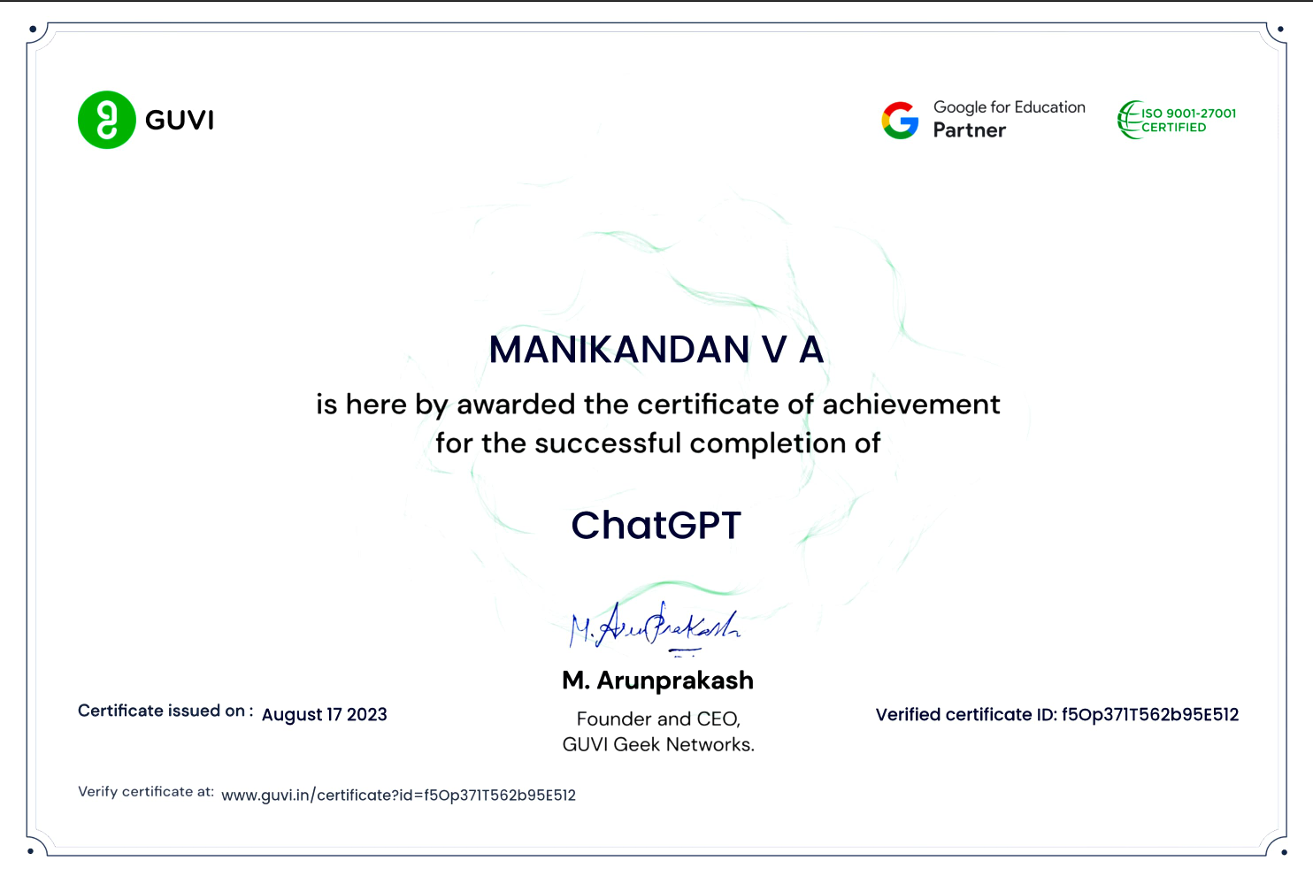 GUVI
Google for Education
Partner
ISO 9001-27001
CERTIFIED
MANIKANDAN V A
is here by awarded the certificate of achievement
for the successful completion of
ChatGPT
M. ArunPrakash
M. Arunprakash
Founder and CEO,
GUVI Geek Networks.
Certificate issued on : August 17 2023
Verified certificate ID: f5Op371T562b95E512
Verify certificate at: www.guvi.in/certificate?id=f5Op371T562b95E512